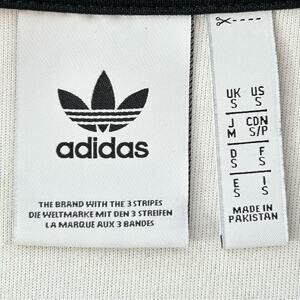 adidas
THE BRAND WITH THE 3 STRIPES
DIE WELTMARKE MIT DEN 3 STREIFEN
LA MARQUE AUX 3 BANDES
UK US
S S
J CDN
M S/P
D F
S S
E I
S S
MADE IN
PAKISTAN